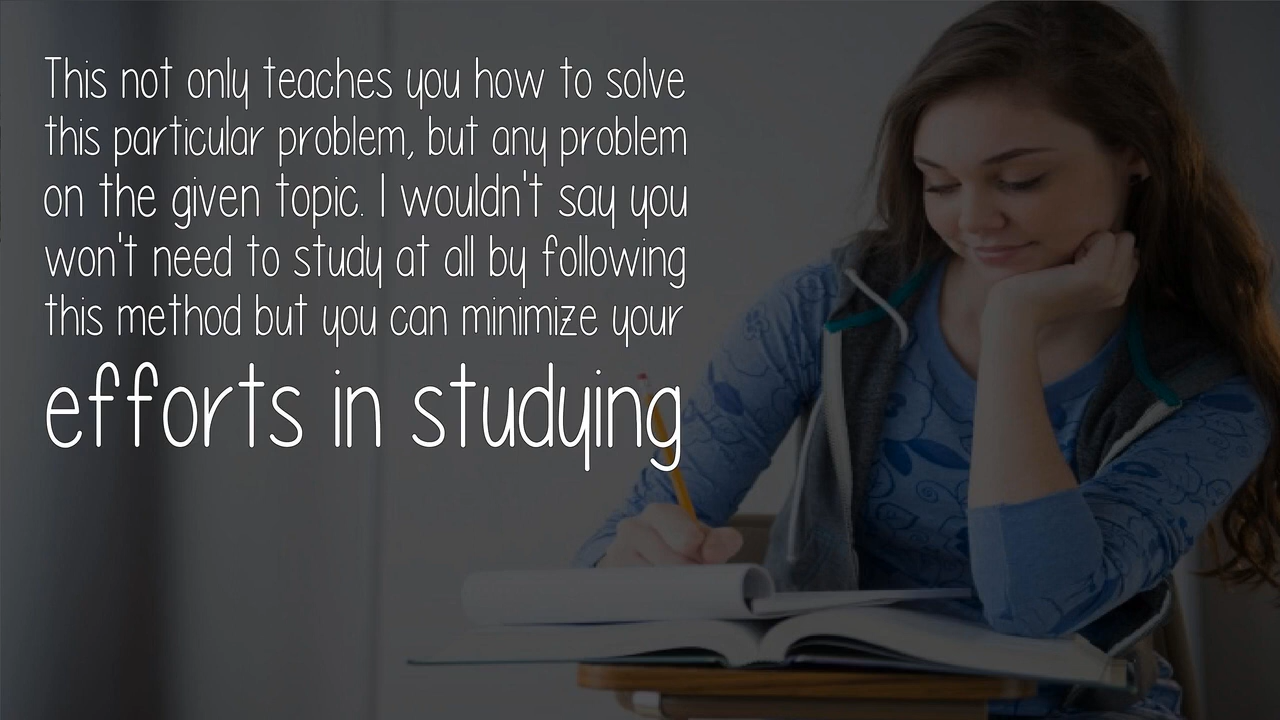 This not only teaches you how to solve
this particular problem, but any problem
on the given topic. I wouldn't say you
won't need to study at all by following
this method but you can minimize your
efforts in studying